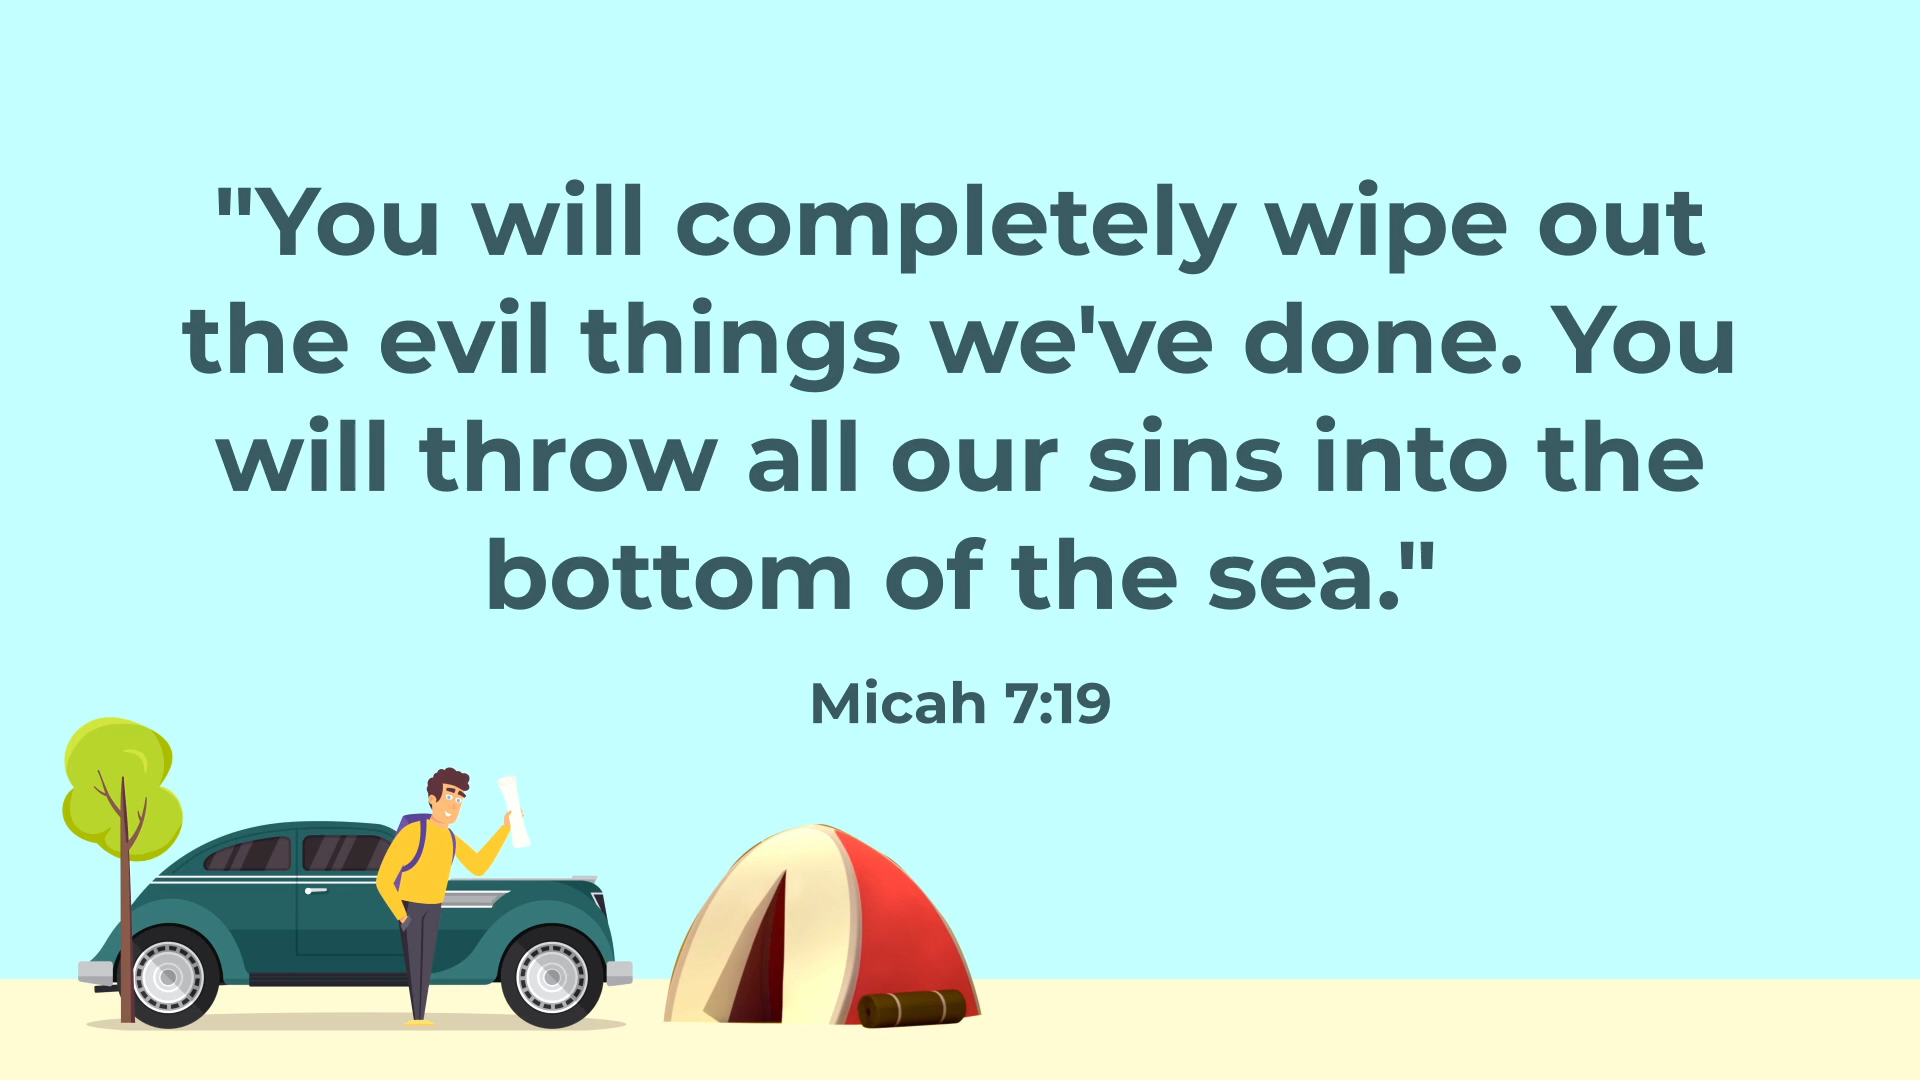 "You will completely wipe out
the evil things we've done. You
will throw all our sins into the
bottom of the sea."
Micah 7:19